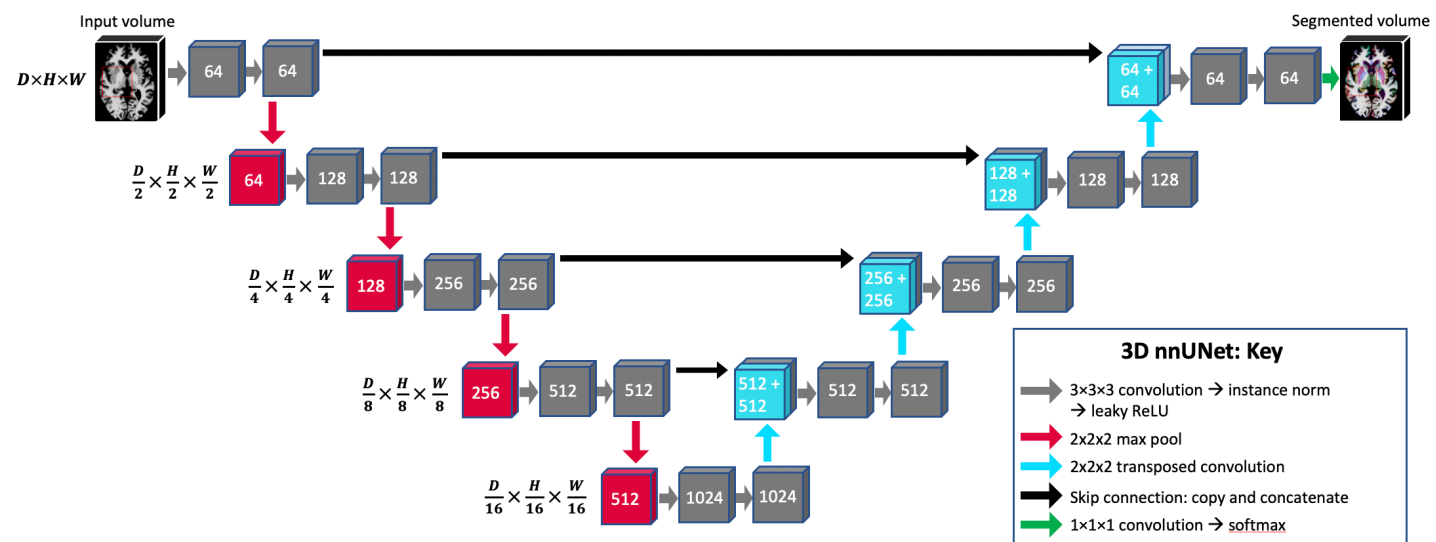 Input volume
Segmented volume
D×H×W
64
64
64 +
64
64
64
D/2 × H/2 × W/2
64
128
128
128 +
128
128
128
D/4 × H/4 × W/4
128
256
256
256 +
256
256
256
D/8 × H/8 × W/8
256
512
512
512 +
512
512
512
D/16 × H/16 × W/16
512
1024
1024
3D nnUNet: Key
3×3×3 convolution → instance norm
→ leaky ReLU
2x2x2 max pool
2x2x2 transposed convolution
Skip connection: copy and concatenate
1×1×1 convolution → softmax